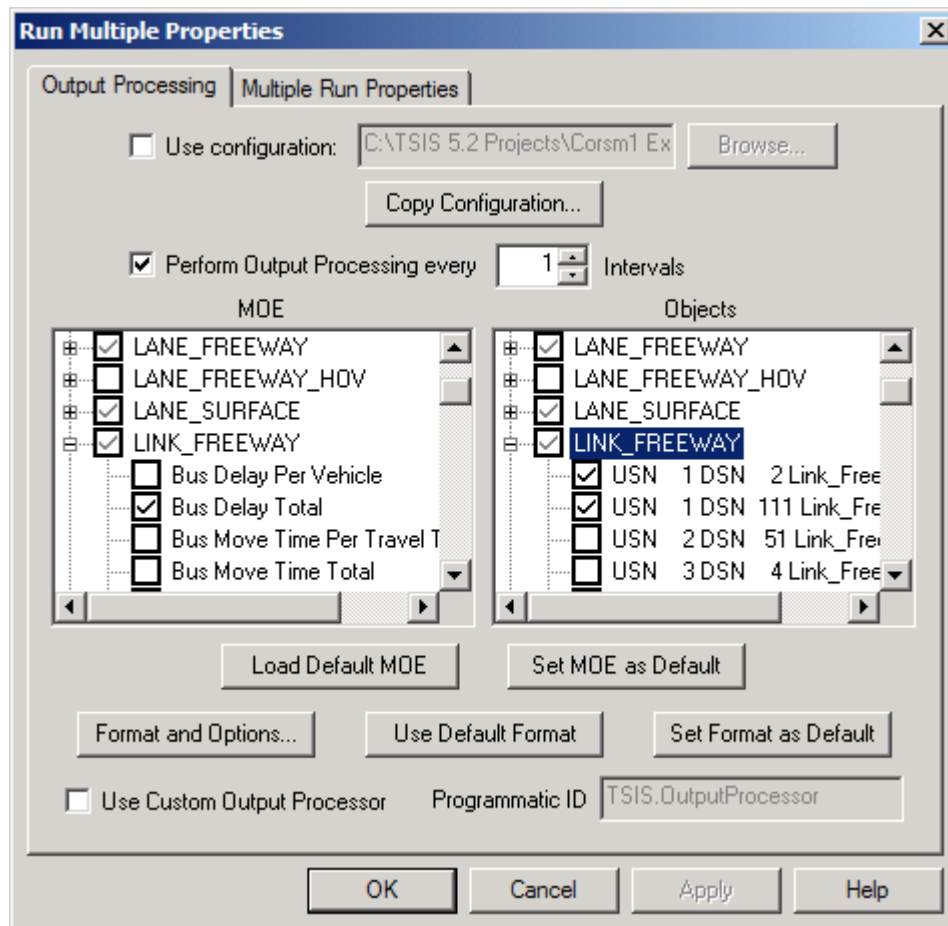 Run Multiple Properties
Output Processing Multiple Run Properties
Use configuration: C:\TSIS 5.2 Projects\Corsm1 Ex Browse...
Copy Configuration...
Perform Output Processing every 1 Intervals
MOE Objects
LANE_FREEWAY LANE_FREEWAY
LANE_FREEWAY_HOV LANE_FREEWAY_HOV
LANE_SURFACE LANE_SURFACE
LINK_FREEWAY LINK_FREEWAY
Bus Delay Per Vehicle USN 1 DSN 2 Link_Free
Bus Delay Total USN 1 DSN 111 Link_Fre
Bus Move Time Per Travel T USN 2 DSN 51 Link_Fre
Bus Move Time Total USN 3 DSN 4 Link_Free
Load Default MOE Set MOE as Default
Format and Options... Use Default Format Set Format as Default
Use Custom Output Processor Programmatic ID TSIS.OutputProcessor
OK Cancel Apply Help